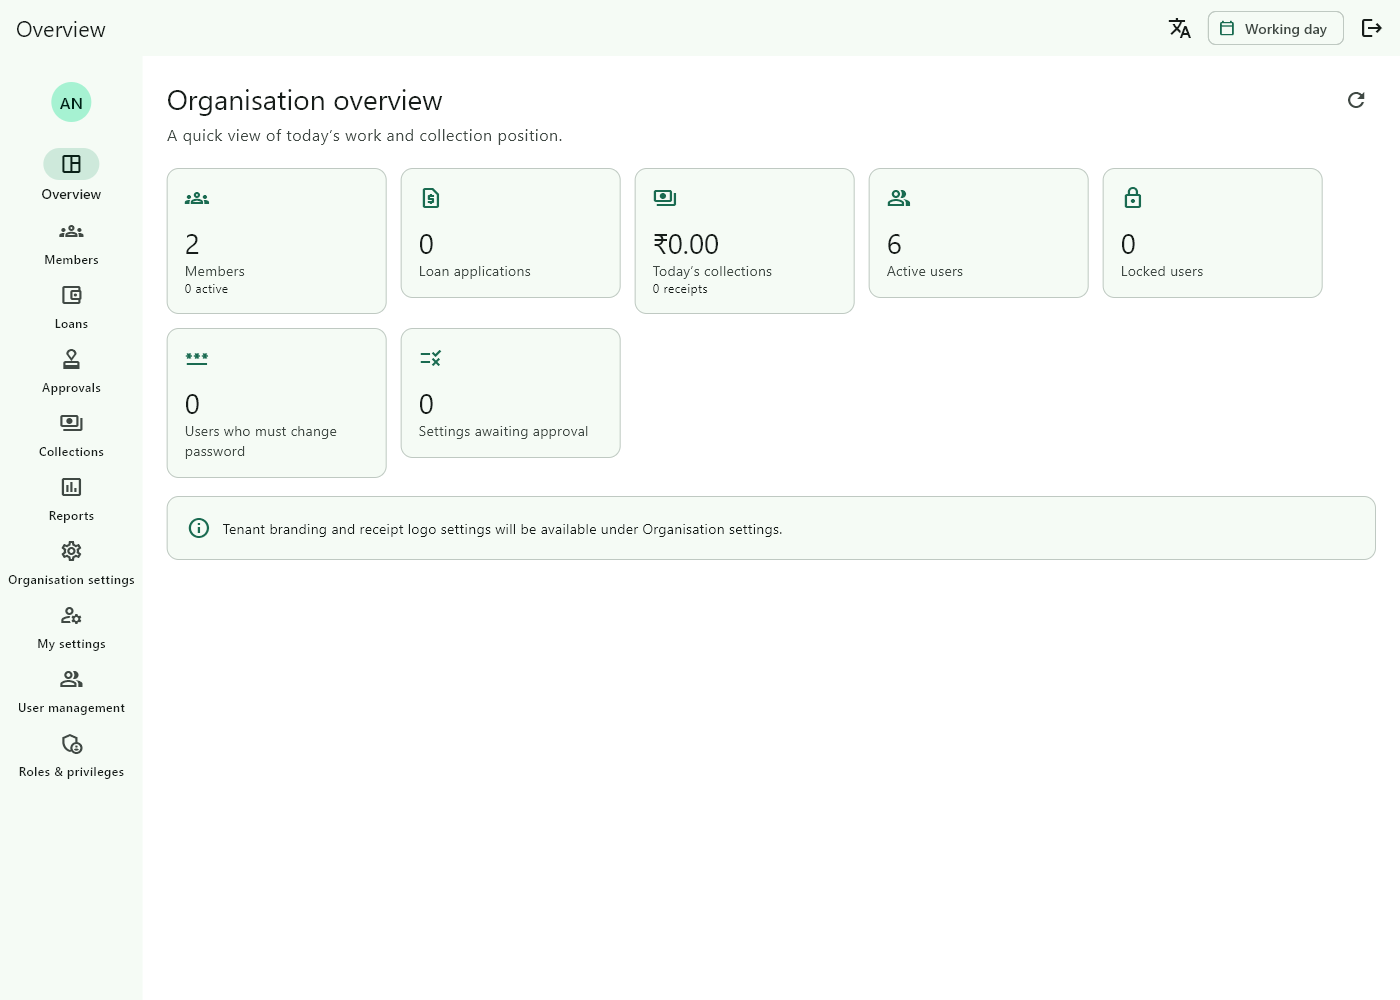 Overview
Working day
AN
Overview
Members
Loans
Approvals
Collections
Reports
Organisation settings
My settings
User management
Roles & privileges
Organisation overview
A quick view of today’s work and collection position.
2
Members
0 active
0
Loan applications
₹0.00
Today’s collections
0 receipts
6
Active users
0
Locked users
0
Users who must change
password
0
Settings awaiting approval
Tenant branding and receipt logo settings will be available under Organisation settings.